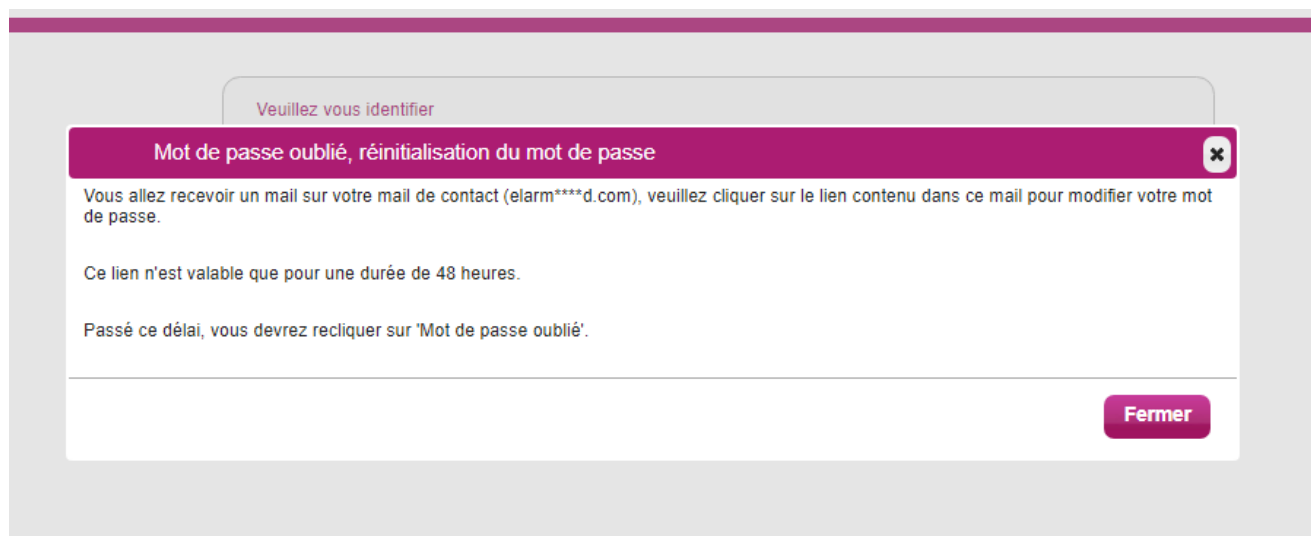 Veuillez vous identifier
Mot de passe oublié, réinitialisation du mot de passe
Vous allez recevoir un mail sur votre mail de contact (elarm****d.com), veuillez cliquer sur le lien contenu dans ce mail pour modifier votre mot
de passe.
Ce lien n'est valable que pour une durée de 48 heures.
Passé ce délai, vous devrez recliquer sur 'Mot de passe oublié'.
Fermer